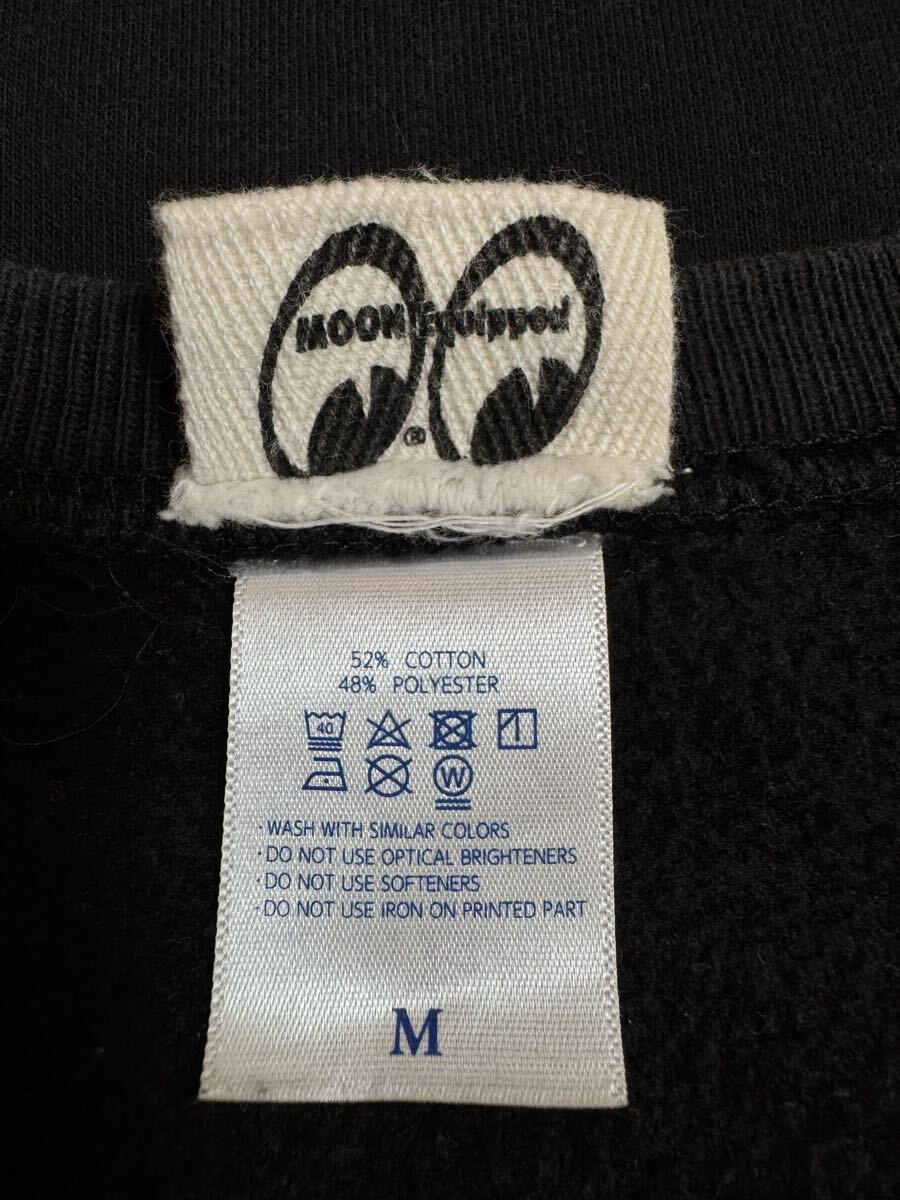 MOON Equipped
®
52% COTTON
48% POLYESTER
40
W
·WASH WITH SIMILAR COLORS
·DO NOT USE OPTICAL BRIGHTENERS
·DO NOT USE SOFTENERS
·DO NOT USE IRON ON PRINTED PART
M